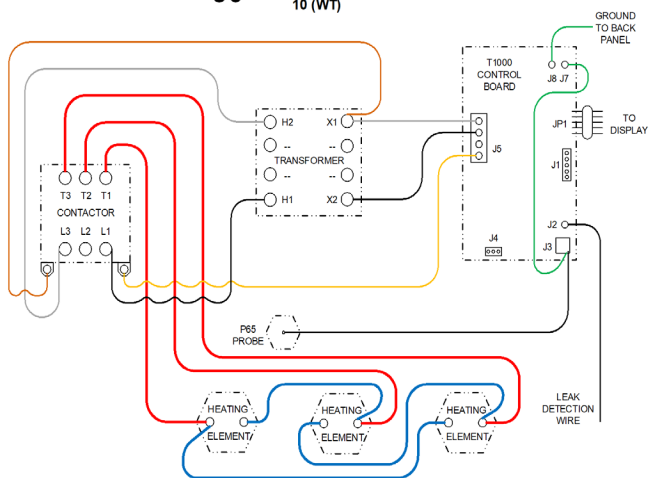 10 (WT)
GROUND
TO BACK
PANEL
T1000
CONTROL
BOARD
J8 J7
JP1
TO
DISPLAY
H2
X1
--
--
TRANSFORMER
--
--
H1
X2
J5
J1
T3 T2 T1
CONTACTOR
L3 L2 L1
J2
J4
J3
P65
PROBE
LEAK
DETECTION
WIRE
HEATING
ELEMENT
HEATING
ELEMENT
HEATING
ELEMENT